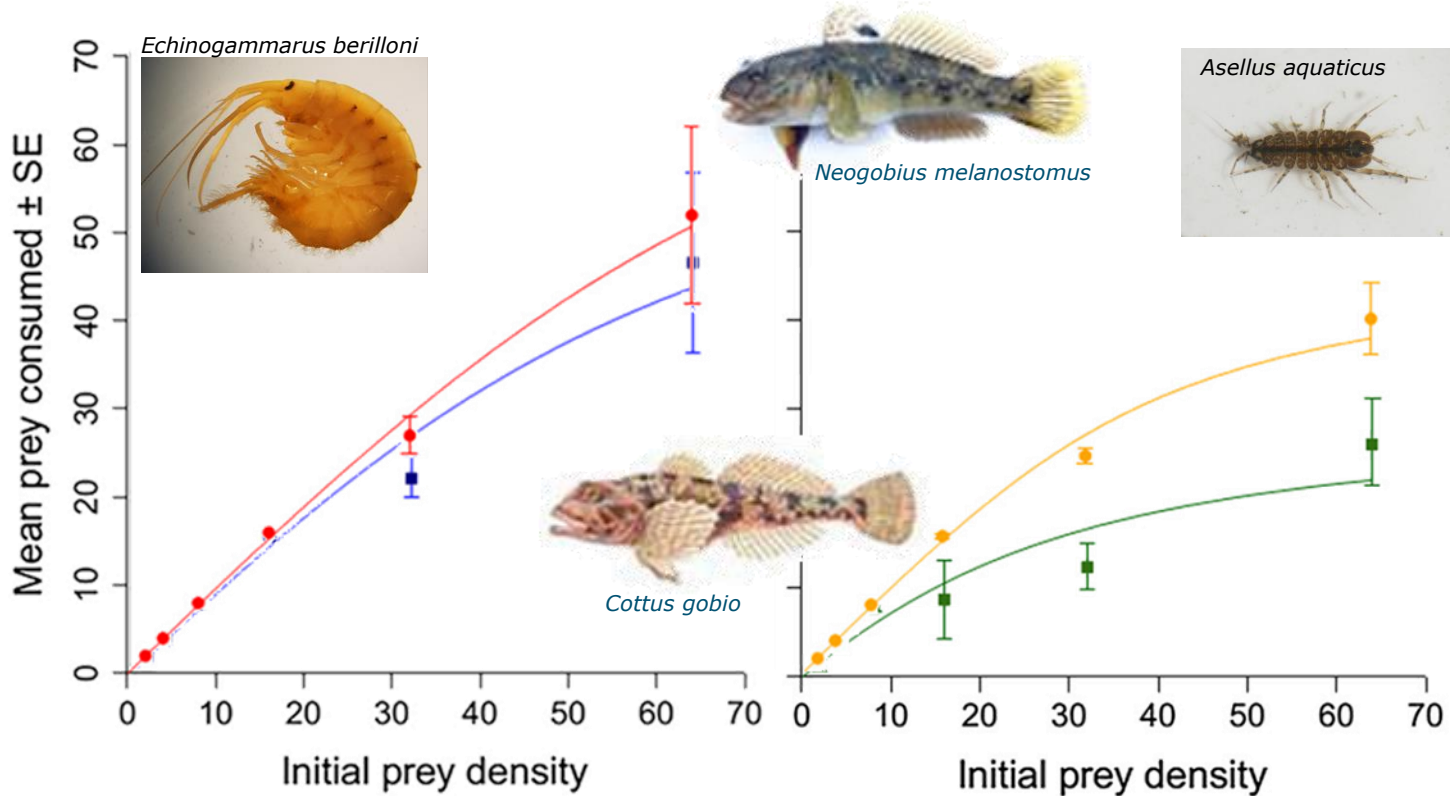 Echinogammarus berilloni
Neogobius melanostomus
Asellus aquaticus
Cottus gobio
Mean prey consumed ± SE
70
60
50
40
30
20
10
0
0 10 20 30 40 50 60 70
Initial prey density
0 10 20 30 40 50 60 70
Initial prey density